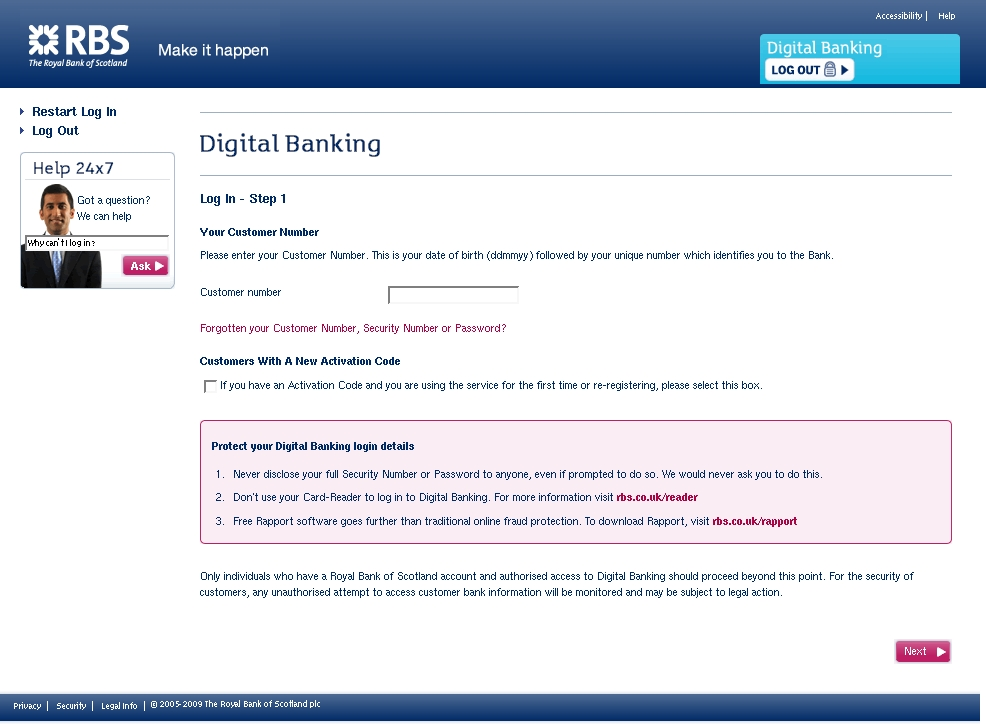 Accessibility | Help
RBS
The Royal Bank of Scotland
Make it happen
Digital Banking
LOG OUT
Restart Log In
Log Out
Help 24x7
Got a question?
We can help
Why can't I log in?
Ask
Digital Banking
Log In - Step 1
Your Customer Number
Please enter your Customer Number. This is your date of birth (ddmmyy) followed by your unique number which identifies you to the Bank.
Customer number
Forgotten your Customer Number, Security Number or Password?
Customers With A New Activation Code
If you have an Activation Code and you are using the service for the first time or re-registering, please select this box.
Protect your Digital Banking login details
1. Never disclose your full Security Number or Password to anyone, even if prompted to do so. We would never ask you to do this.
2. Don't use your Card-Reader to log in to Digital Banking. For more information visit rbs.co.uk/reader
3. Free Rapport software goes further than traditional online fraud protection. To download Rapport, visit rbs.co.uk/rapport
Only individuals who have a Royal Bank of Scotland account and authorised access to Digital Banking should proceed beyond this point. For the security of
customers, any unauthorised attempt to access customer bank information will be monitored and may be subject to legal action.
Next
Privacy | Security | Legal Info | © 2005-2009 The Royal Bank of Scotland plc